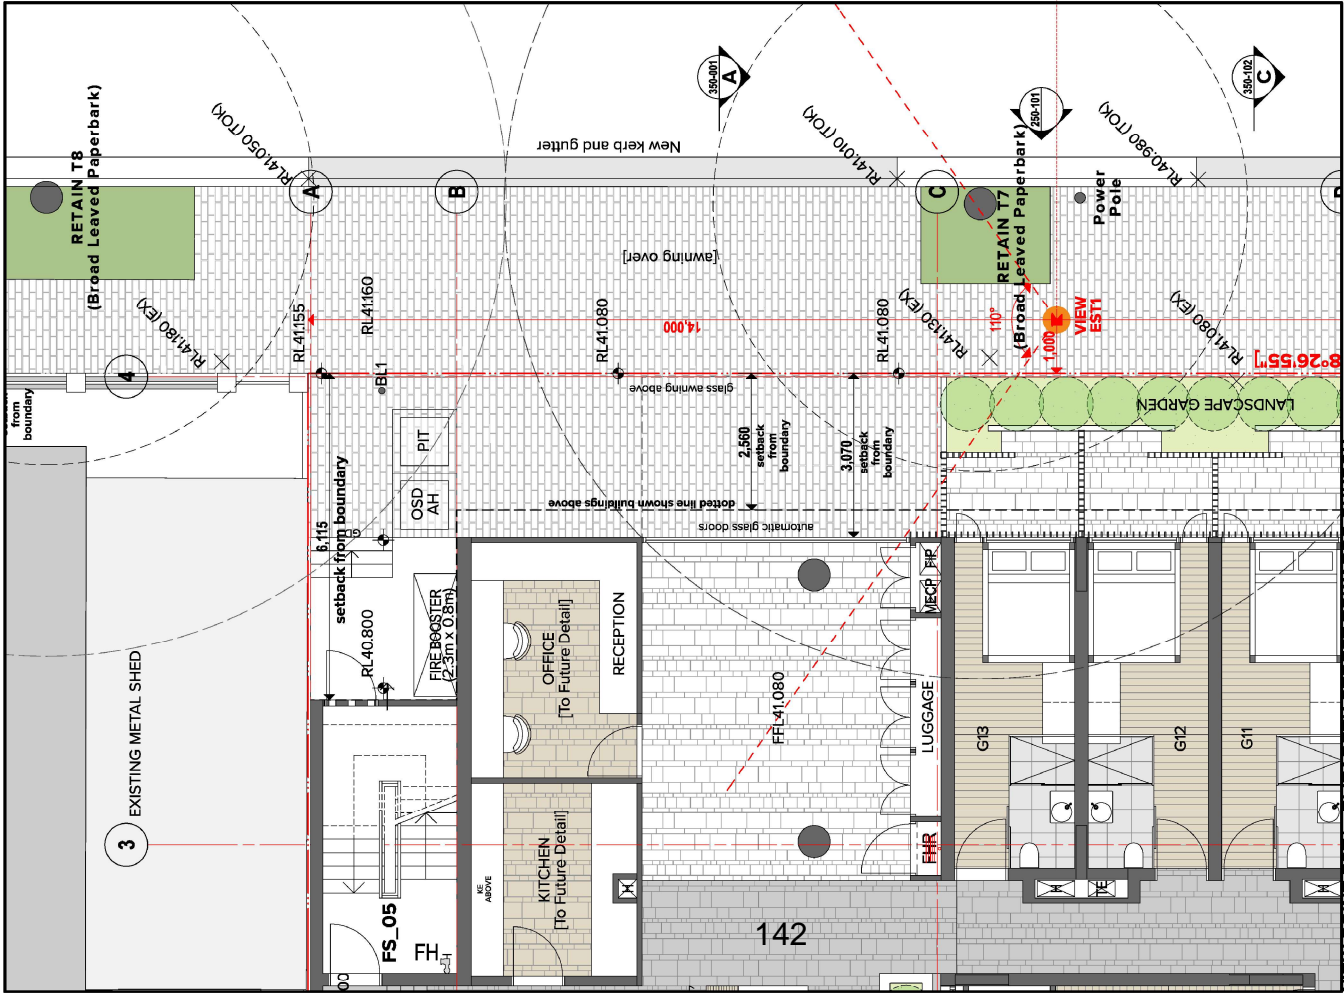 350-001
A
350-102
C
250-101
RL41.050 (TOK)
New kerb and gutter
RL41.010 (TOK)
RL40.980 (TOK)
RETAIN T8
(Broad Leaved Paperbark)
A
B
C
RETAIN T7
(Broad Leaved Paperbark)
Power
Pole
[awning over]
RL41.180 (EX)
RL41.155
RL41.160
RL41.080
14,000
RL41.080
RL41.130 (EX)
110°
1,000
VIEW
EST1
RL41.080 (EX)
8°26'55"]
4
from
boundary
BL1
glass awning above
LANDSCAPE GARDEN
PIT
OSD
AH
2,560
setback
from
boundary
3,070
setback
from
boundary
dotted line shown buildings above
automatic glass doors
6,115
setback from boundary
RL40.800
FIRE BOOSTER
(2.3m x 0.8m)
OFFICE
[To Future Detail]
RECEPTION
FFL41.080
MECP
FIP
LUGGAGE
G13
G12
G11
EXISTING METAL SHED
3
FS_05
FH
KE
ABOVE
KITCHEN
[To Future Detail]
FHR
142
TE